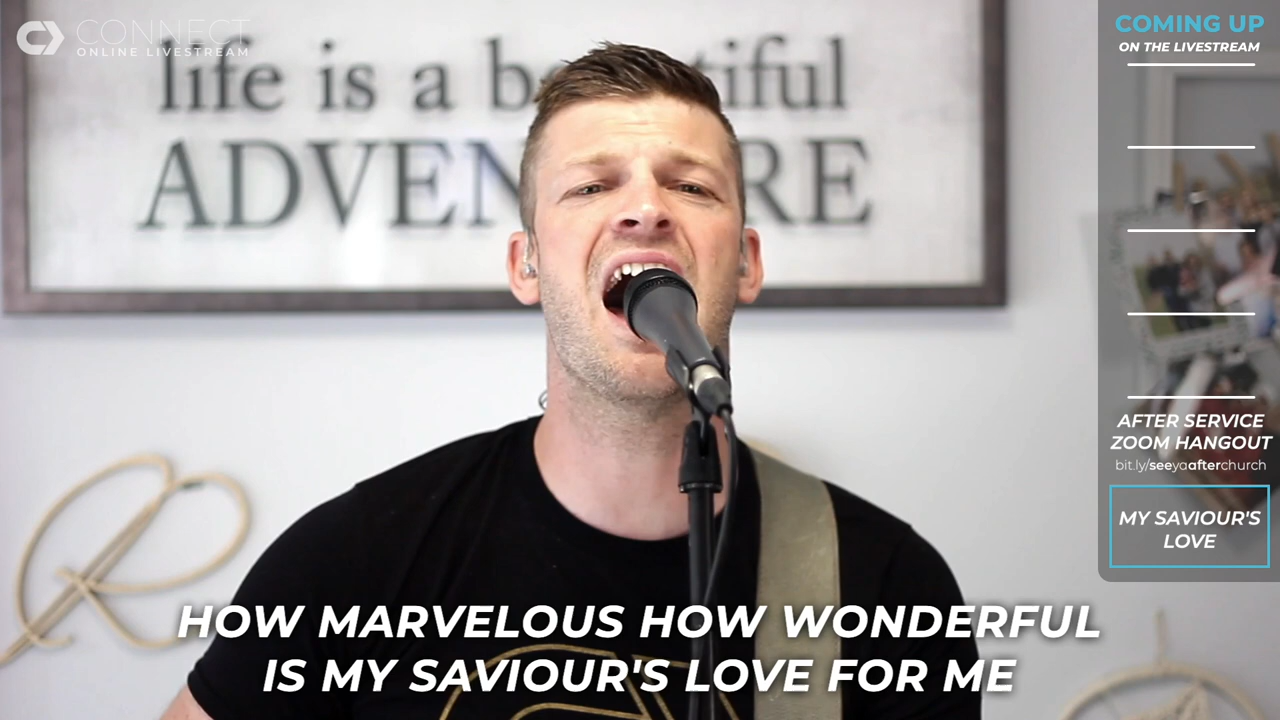 CONNECT
ONLINE LIVESTREAM
life is a b tiful
ADVEN RE
COMING UP
ON THE LIVESTREAM
AFTER SERVICE
ZOOM HANGOUT
bit.ly/seeyaafterchurch
MY SAVIOUR'S
LOVE
HOW MARVELOUS HOW WONDERFUL
IS MY SAVIOUR'S LOVE FOR ME